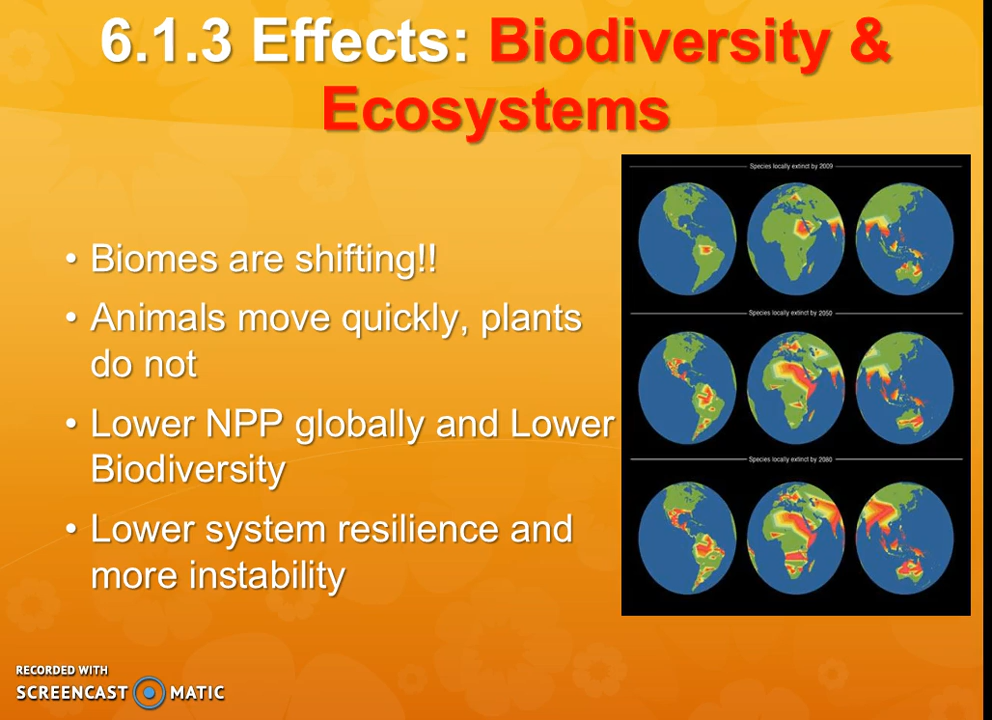 6.1.3 Effects: Biodiversity &
Ecosystems
Species locally extinct by 2009
• Biomes are shifting!!
• Animals move quickly, plants
do not
Species locally extinct by 2050
• Lower NPP globally and Lower
Biodiversity
Species locally extinct by 2080
• Lower system resilience and
more instability
RECORDED WITH
SCREENCAST MATIC